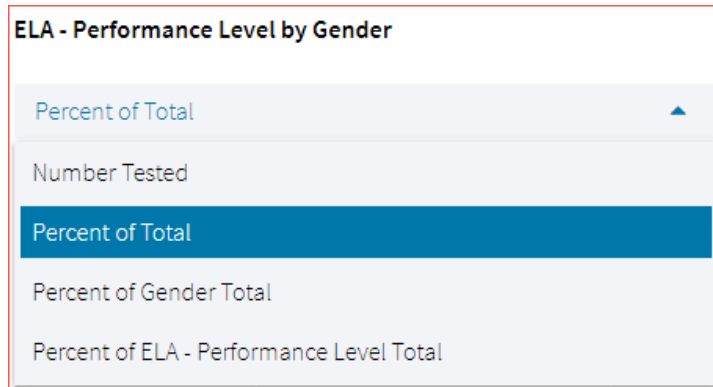 ELA - Performance Level by Gender
Percent of Total
Number Tested
Percent of Total
Percent of Gender Total
Percent of ELA - Performance Level Total